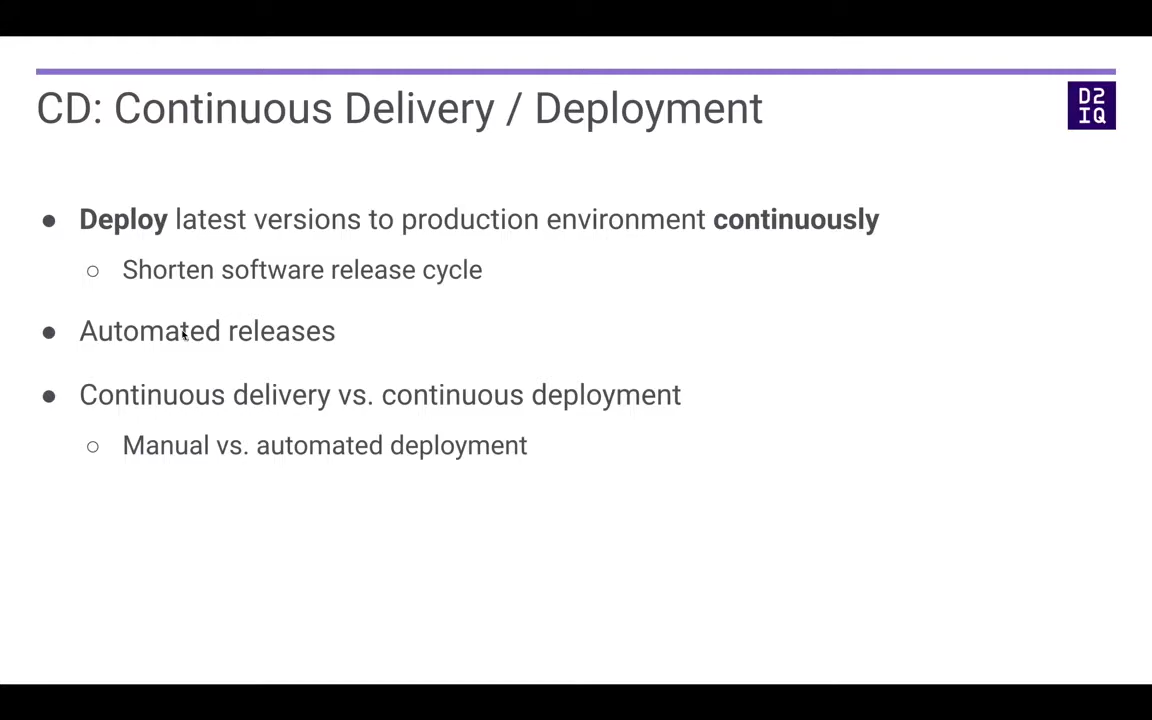 CD: Continuous Delivery / Deployment
D2
IQ
● Deploy latest versions to production environment continuously
○ Shorten software release cycle
● Automated releases
● Continuous delivery vs. continuous deployment
○ Manual vs. automated deployment